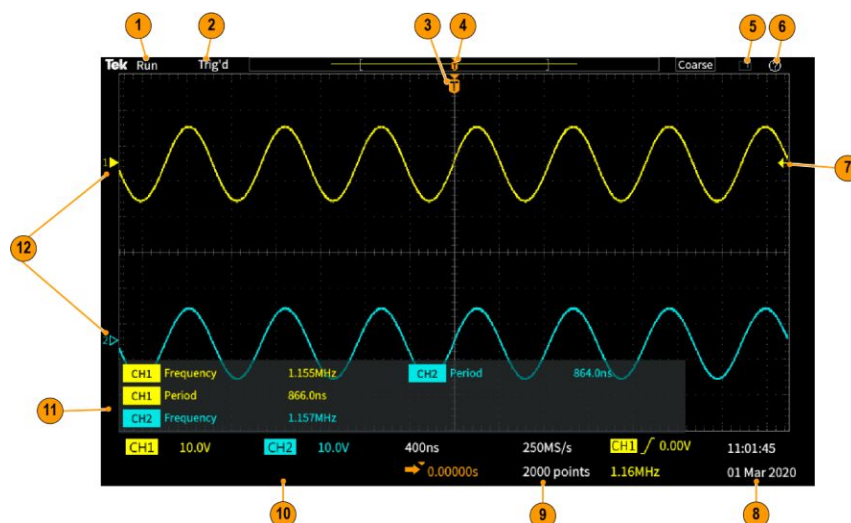 1 2 3 4 5 6
Tek Run Trig'd T Coarse ?
T
1 7
12
2
CH1 Frequency 1.155MHz CH2 Period 864.0ns
CH1 Period 866.0ns
11
CH2 Frequency 1.157MHz
CH1 10.0V CH2 10.0V 400ns 250MS/s CH1 0.00V 11:01:45
0.00000s 2000 points 1.16MHz 01 Mar 2020
10 9 8